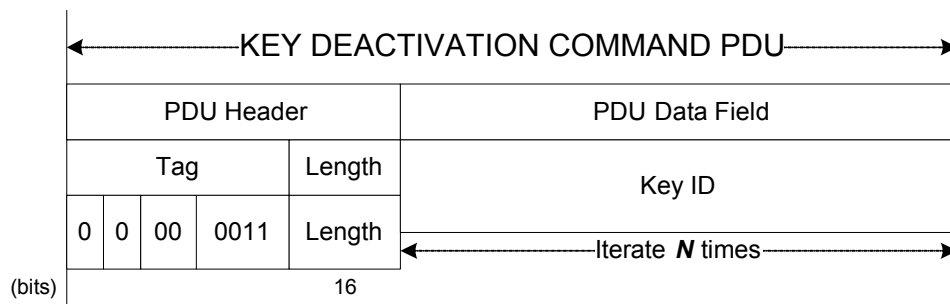 KEY DEACTIVATION COMMAND PDU
PDU Header PDU Data Field
Tag Length Key ID
0 0 00 0011 Length
Iterate N times
(bits) 16